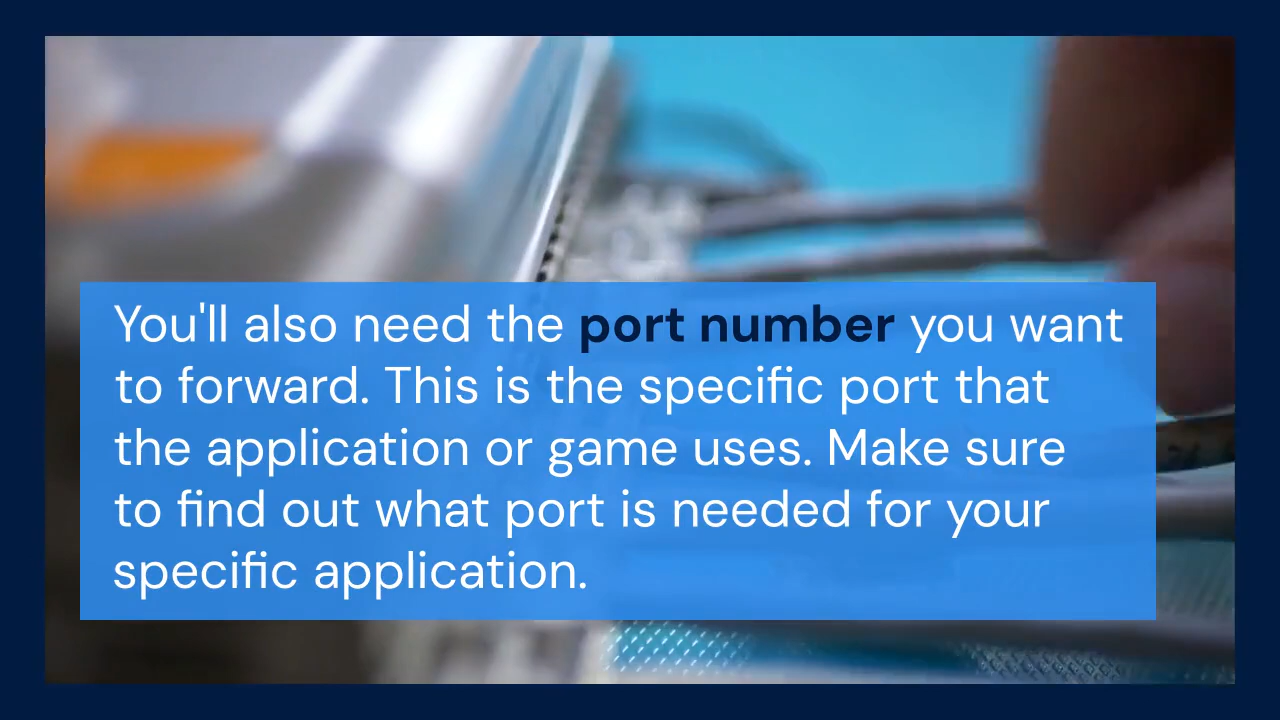 You'll also need the port number you want
to forward. This is the specific port that
the application or game uses. Make sure
to find out what port is needed for your
specific application.